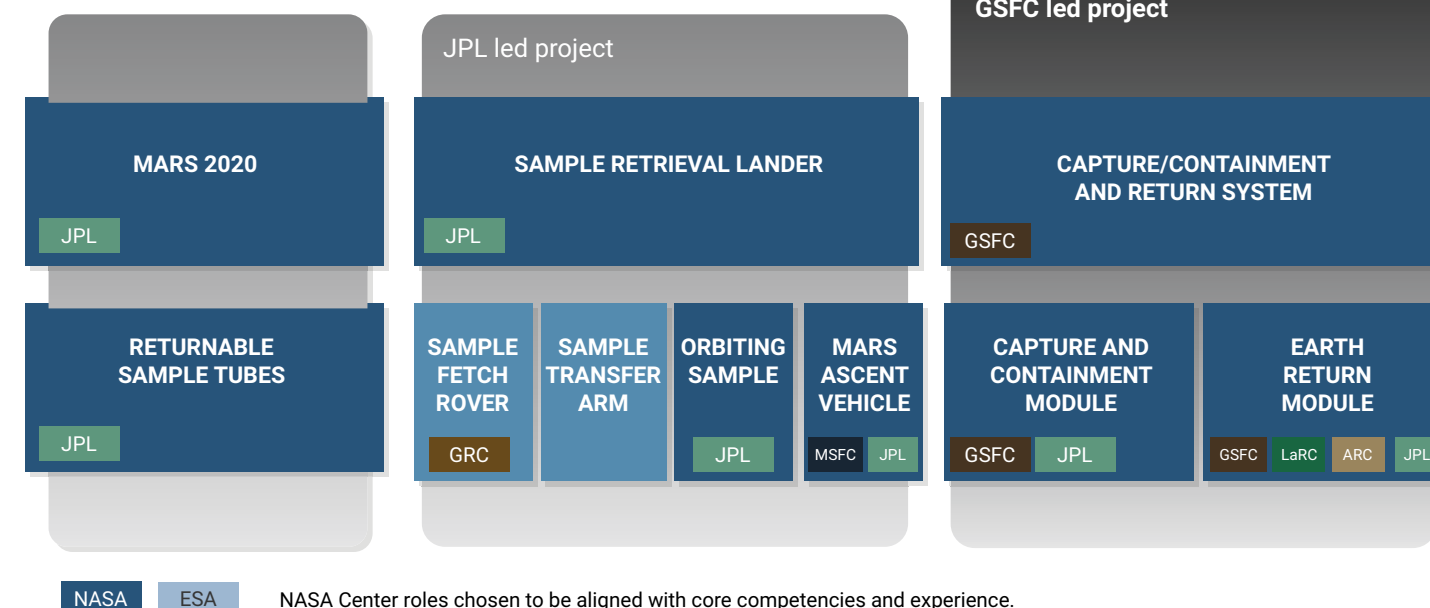 GSFC led project
JPL led project
MARS 2020
JPL
SAMPLE RETRIEVAL LANDER
JPL
CAPTURE/CONTAINMENT
AND RETURN SYSTEM
GSFC
RETURNABLE
SAMPLE TUBES
JPL
SAMPLE
FETCH
ROVER
GRC
SAMPLE
TRANSFER
ARM
ORBITING
SAMPLE
JPL
MARS
ASCENT
VEHICLE
MSFC JPL
CAPTURE AND
CONTAINMENT
MODULE
GSFC JPL
EARTH
RETURN
MODULE
GSFC LaRC ARC JPL
NASA ESA NASA Center roles chosen to be aligned with core competencies and experience.